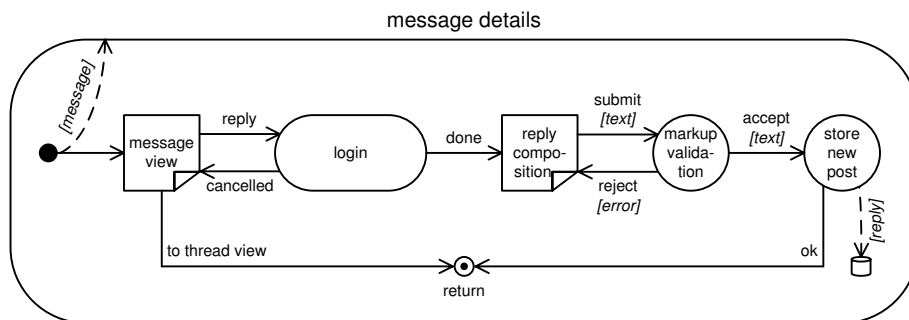 message details
[message]
message
view
reply
cancelled
login
done
reply
compo-
sition
submit
[text]
reject
[error]
markup
valida-
tion
accept
[text]
store
new
post
[reply]
to thread view
ok
return